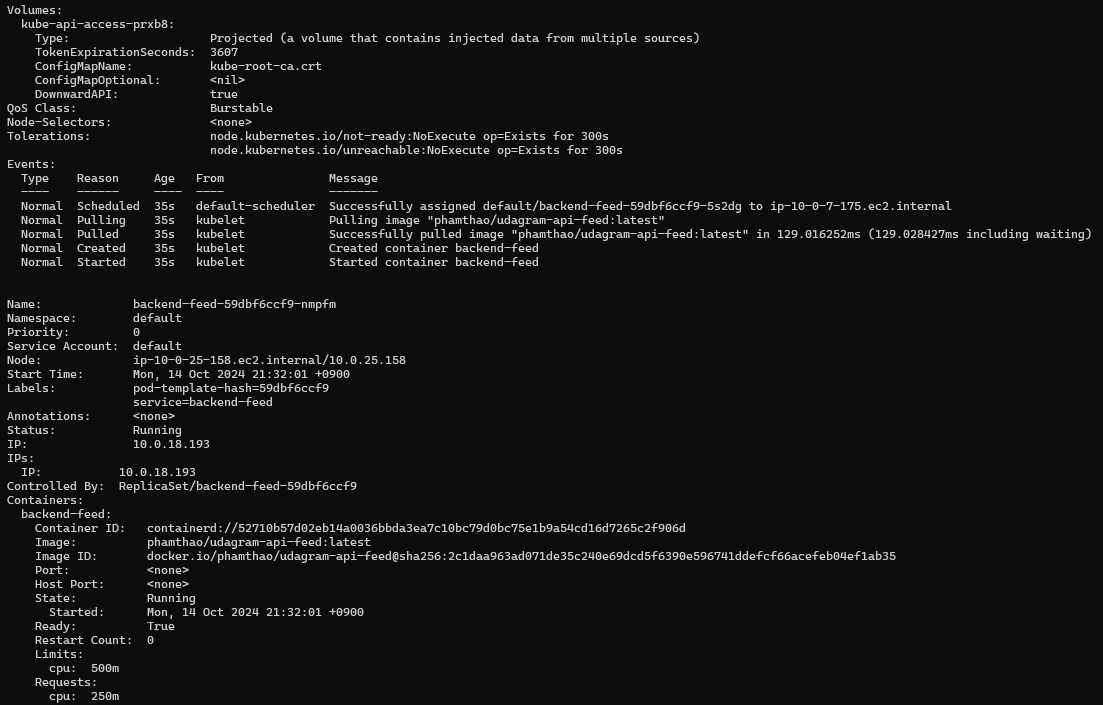 Volumes:
  kube-api-access-prxb8:
    Type:                    Projected (a volume that contains injected data from multiple sources)
    TokenExpirationSeconds:  3607
    ConfigMapName:           kube-root-ca.crt
    ConfigMapOptional:       <nil>
    DownwardAPI:             true
QoS Class:                   Burstable
Node-Selectors:              <none>
Tolerations:                 node.kubernetes.io/not-ready:NoExecute op=Exists for 300s
                             node.kubernetes.io/unreachable:NoExecute op=Exists for 300s
Events:
  Type    Reason     Age   From               Message
  ----    ------     ----  ----               -------
  Normal  Scheduled  35s   default-scheduler  Successfully assigned default/backend-feed-59dbf6ccf9-5s2dg to ip-10-0-7-175.ec2.internal
  Normal  Pulling    35s   kubelet            Pulling image "phamthao/udagram-api-feed:latest"
  Normal  Pulled     35s   kubelet            Successfully pulled image "phamthao/udagram-api-feed:latest" in 129.016252ms (129.028427ms including waiting)
  Normal  Created    35s   kubelet            Created container backend-feed
  Normal  Started    35s   kubelet            Started container backend-feed


Name:             backend-feed-59dbf6ccf9-nmpfm
Namespace:        default
Priority:         0
Service Account:  default
Node:             ip-10-0-25-158.ec2.internal/10.0.25.158
Start Time:       Mon, 14 Oct 2024 21:32:01 +0900
Labels:           pod-template-hash=59dbf6ccf9
                  service=backend-feed
Annotations:      <none>
Status:           Running
IP:               10.0.18.193
IPs:
  IP:           10.0.18.193
Controlled By:  ReplicaSet/backend-feed-59dbf6ccf9
Containers:
  backend-feed:
    Container ID:   containerd://52710b57d02eb14a0036bbda3ea7c10bc79d0bc75e1b9a54cd16d7265c2f906d
    Image:          phamthao/udagram-api-feed:latest
    Image ID:       docker.io/phamthao/udagram-api-feed@sha256:2c1daa963ad071de35c240e69dcd5f6390e596741ddefcf66acefeb04ef1ab35
    Port:           <none>
    Host Port:      <none>
    State:          Running
      Started:      Mon, 14 Oct 2024 21:32:01 +0900
    Ready:          True
    Restart Count:  0
    Limits:
      cpu:  500m
    Requests:
      cpu:  250m